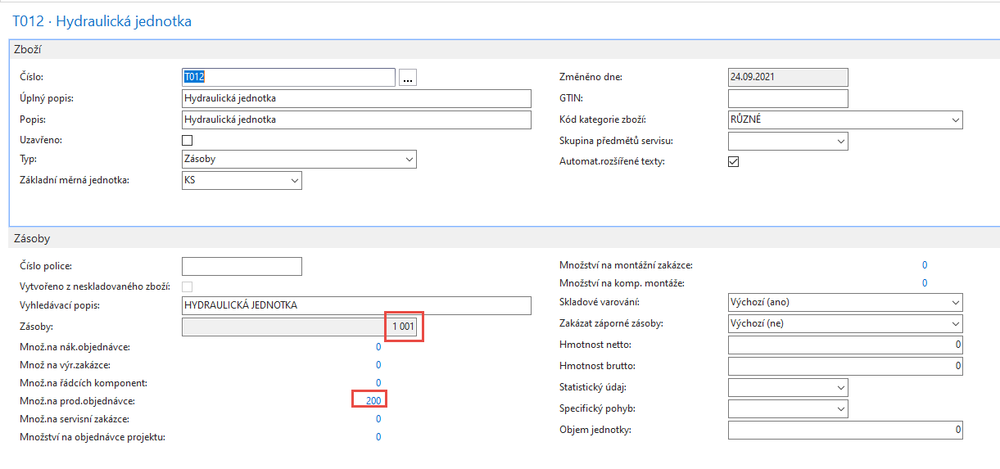 T012 · Hydraulická jednotka
Zboží
Číslo: T012 ...
Úplný popis: Hydraulická jednotka
Popis: Hydraulická jednotka
Uzavřeno:
Typ: Zásoby
Základní měrná jednotka: KS
Změněno dne: 24.09.2021
GTIN:
Kód kategorie zboží: RŮZNÉ
Skupina předmětů servisu:
Automat.rozšířené texty:
Zásoby
Číslo police:
Vytvořeno z neskladovaného zboží:
Vyhledávací popis: HYDRAULICKÁ JEDNOTKA
Zásoby: 1 001
Množ.na nák.objednávce: 0
Množ na výr.zakázce: 0
Množ.na řádcích komponent: 0
Množ.na prod.objednávce: 200
Množ.na servisní zakázce: 0
Množství na objednávce projektu: 0
Množství na montážní zakázce: 0
Množství na komp. montáže: 0
Skladové varování: Výchozí (ano)
Zakázat záporné zásoby: Výchozí (ne)
Hmotnost netto: 0
Hmotnost brutto: 0
Statistický údaj:
Specifický pohyb:
Objem jednotky: 0